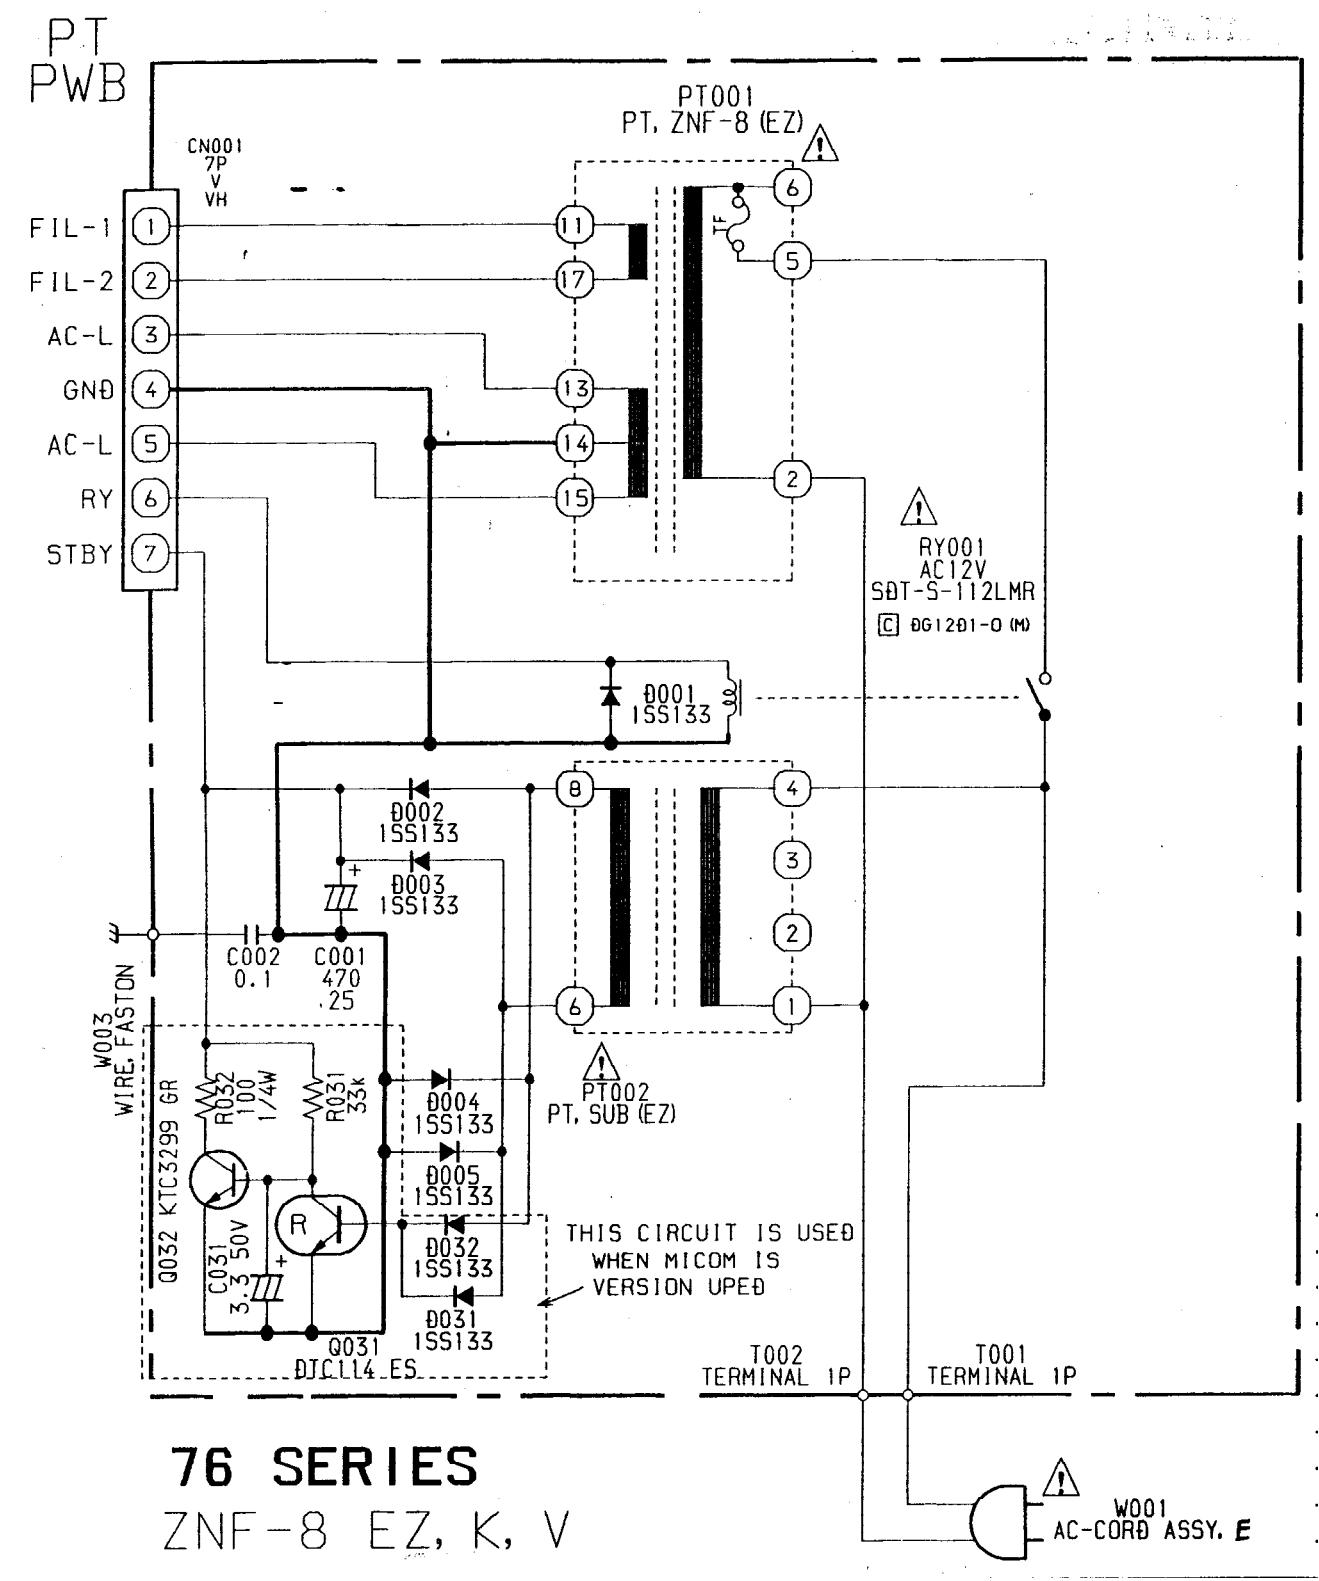 PT
PWB
PT001
PT, ZNF-8 (EZ)
!
CN001
7P
V
VH
FIL-1 1
FIL-2 2
AC-L 3
GND 4
AC-L 5
RY 6
STBY 7
11
17
13
14
15
6
TF
5
2
!
RY001
AC12V
SDT-S-112LMR
C DG12D1-O (M)
D001
1SS133
8
6
4
3
2
1
D002
1SS133
D003
1SS133
+
C002
0.1
C001
470
25
W003
WIRE, FASTON
!
PT002
PT, SUB (EZ)
R032
100
1/4W
R031
33k
D004
1SS133
D005
1SS133
Q032 KTC3299 GR
R
C031
3.3 50V
+
D032
1SS133
D031
1SS133
Q031
DTC114 ES
THIS CIRCUIT IS USED
WHEN MICOM IS
VERSION UPED
T002
TERMINAL 1P
T001
TERMINAL 1P
76 SERIES
ZNF-8 EZ, K, V
!
W001
AC-CORD ASSY. E